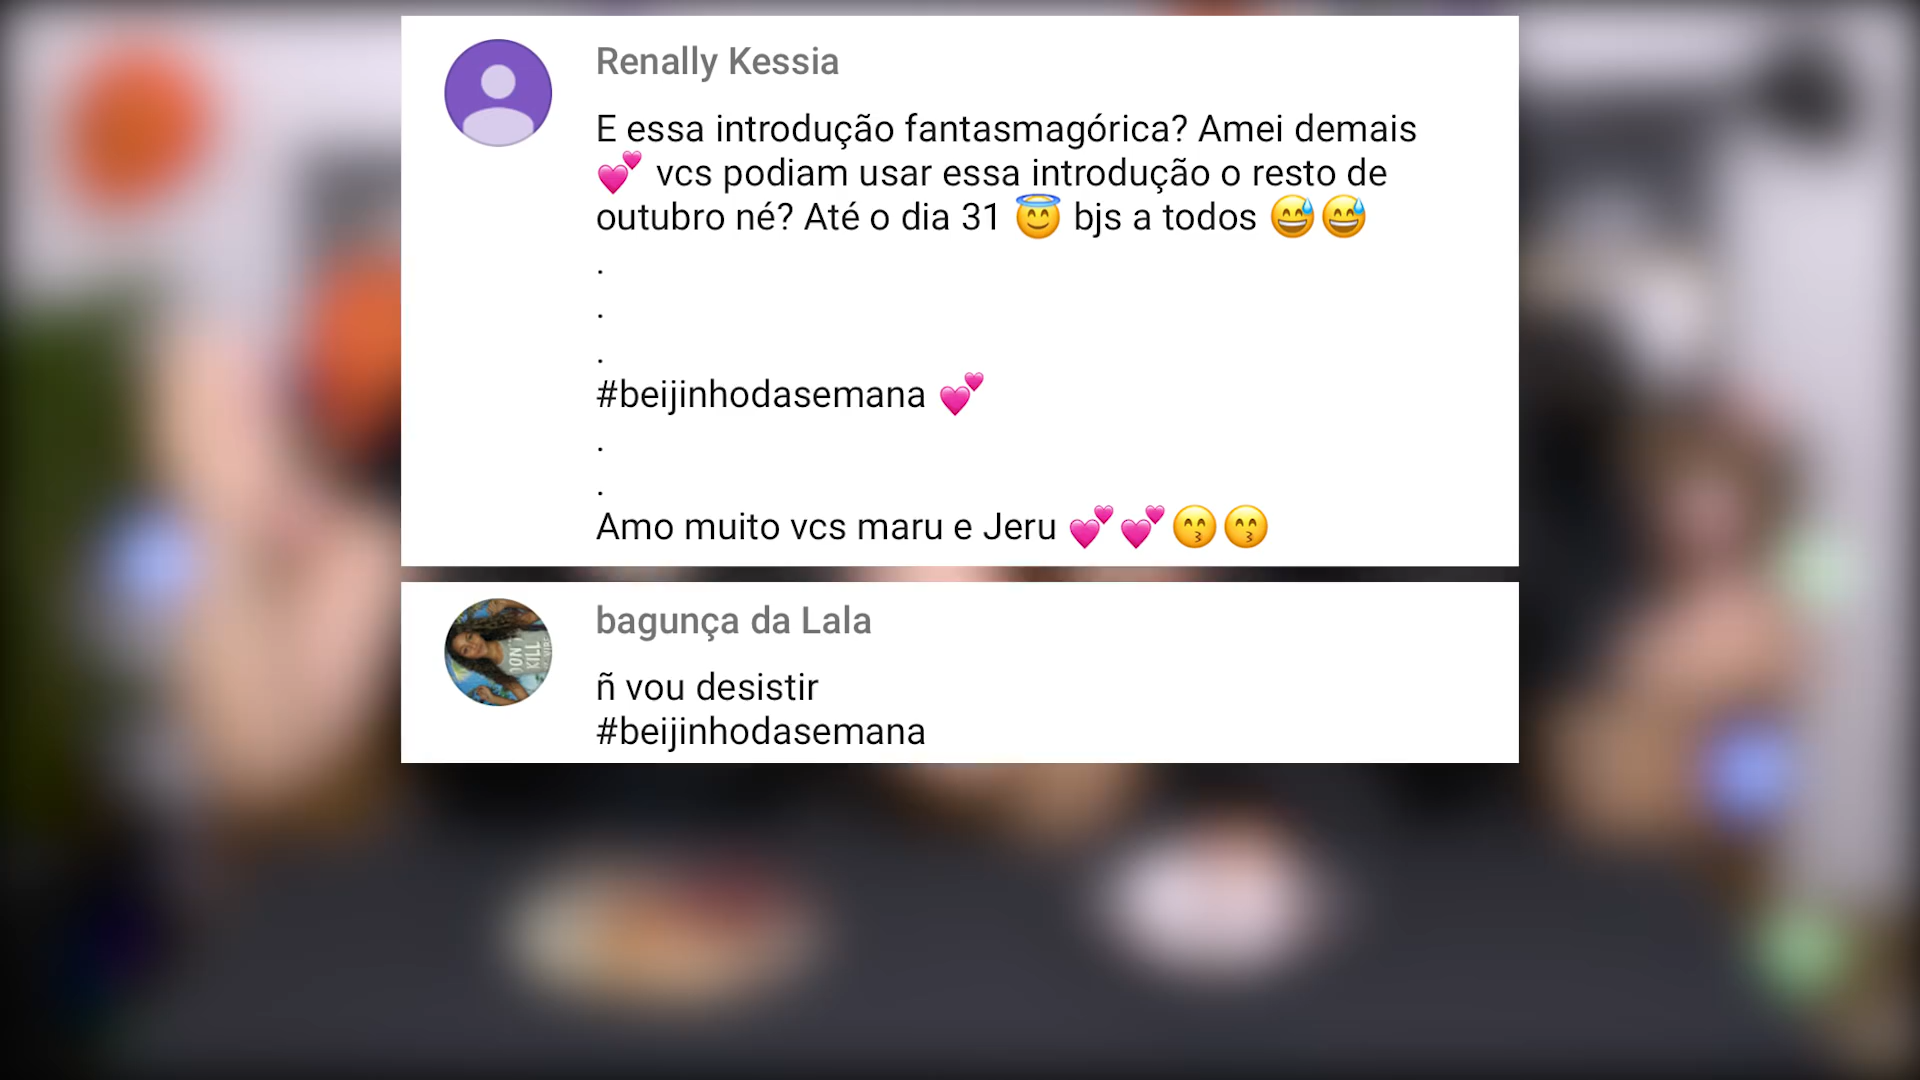 Renally Kessia
E essa introdução fantasmagórica? Amei demais
💕 vcs podiam usar essa introdução o resto de
outubro né? Até o dia 31 😇 bjs a todos 😅😅
.
.
.
#beijinhodasemana 💕
.
.
Amo muito vcs maru e Jeru 💕💕😙😙
bagunça da Lala
ñ vou desistir
#beijinhodasemana